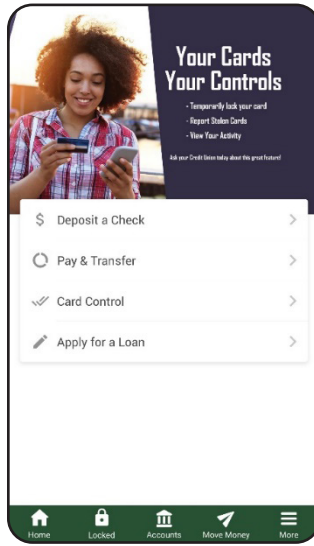 Your Cards
Your Controls
- Temporarily lock your card
- Report Stolen Cards
- View Your Activity
Ask your Credit Union today about this great feature!
Deposit a Check
Pay & Transfer
Card Control
Apply for a Loan
Home Locked Accounts Move Money More